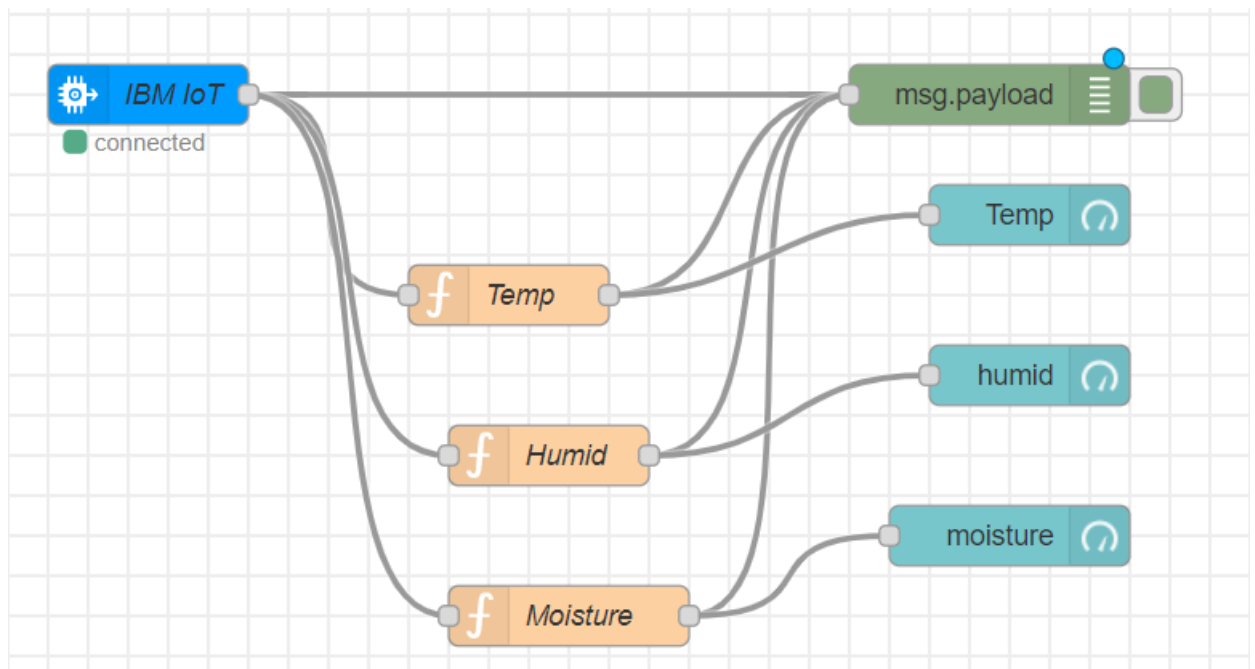 IBM IoT
msg.payload
connected
Temp
Temp
humid
Humid
moisture
Moisture